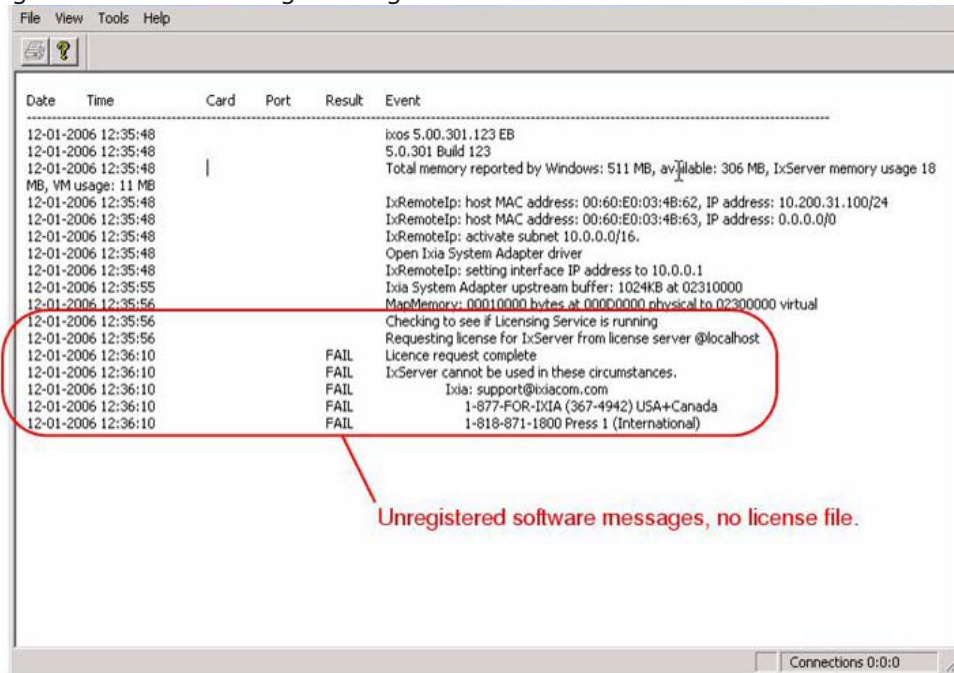 File View Tools Help
Date Time Card Port Result Event
12-01-2006 12:35:48 ixos 5.00.301.123 EB
12-01-2006 12:35:48 5.0.301 Build 123
12-01-2006 12:35:48 Total memory reported by Windows: 511 MB, available: 306 MB, IxServer memory usage 18
MB, VM usage: 11 MB
12-01-2006 12:35:48 IxRemoteIp: host MAC address: 00:60:E0:03:4B:62, IP address: 10.200.31.100/24
12-01-2006 12:35:48 IxRemoteIp: host MAC address: 00:60:E0:03:4B:63, IP address: 0.0.0.0/0
12-01-2006 12:35:48 IxRemoteIp: activate subnet 10.0.0.0/16.
12-01-2006 12:35:48 Open Ixia System Adapter driver
12-01-2006 12:35:48 IxRemoteIp: setting interface IP address to 10.0.0.1
12-01-2006 12:35:55 Ixia System Adapter upstream buffer: 1024KB at 02310000
12-01-2006 12:35:56 MapMemory: 00010000 bytes at 000D0000 physical to 02300000 virtual
12-01-2006 12:35:56 Checking to see if Licensing Service is running
12-01-2006 12:35:56 Requesting license for IxServer from license server @localhost
12-01-2006 12:36:10 FAIL Licence request complete
12-01-2006 12:36:10 FAIL IxServer cannot be used in these circumstances.
12-01-2006 12:36:10 FAIL Ixia: support@ixiacom.com
12-01-2006 12:36:10 FAIL 1-877-FOR-IXIA (367-4942) USA+Canada
12-01-2006 12:36:10 FAIL 1-818-871-1800 Press 1 (International)
Unregistered software messages, no license file.
Connections 0:0:0